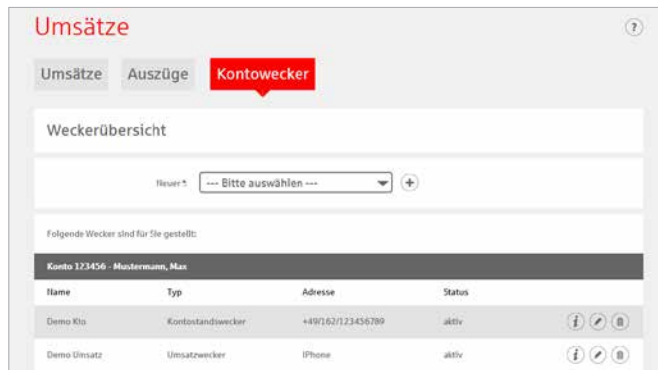 Umsätze
?
Umsätze Auszüge Kontowecker
Weckerübersicht
Neuer*: --- Bitte auswählen --- +
Folgende Wecker sind für Sie gestellt:
Konto 123456 - Mustermann, Max
Name Typ Adresse Status
Demo Kto Kontostandswecker +49/162/123456789 aktiv i
Demo Umsatz Umsatzwecker IPhone aktiv i